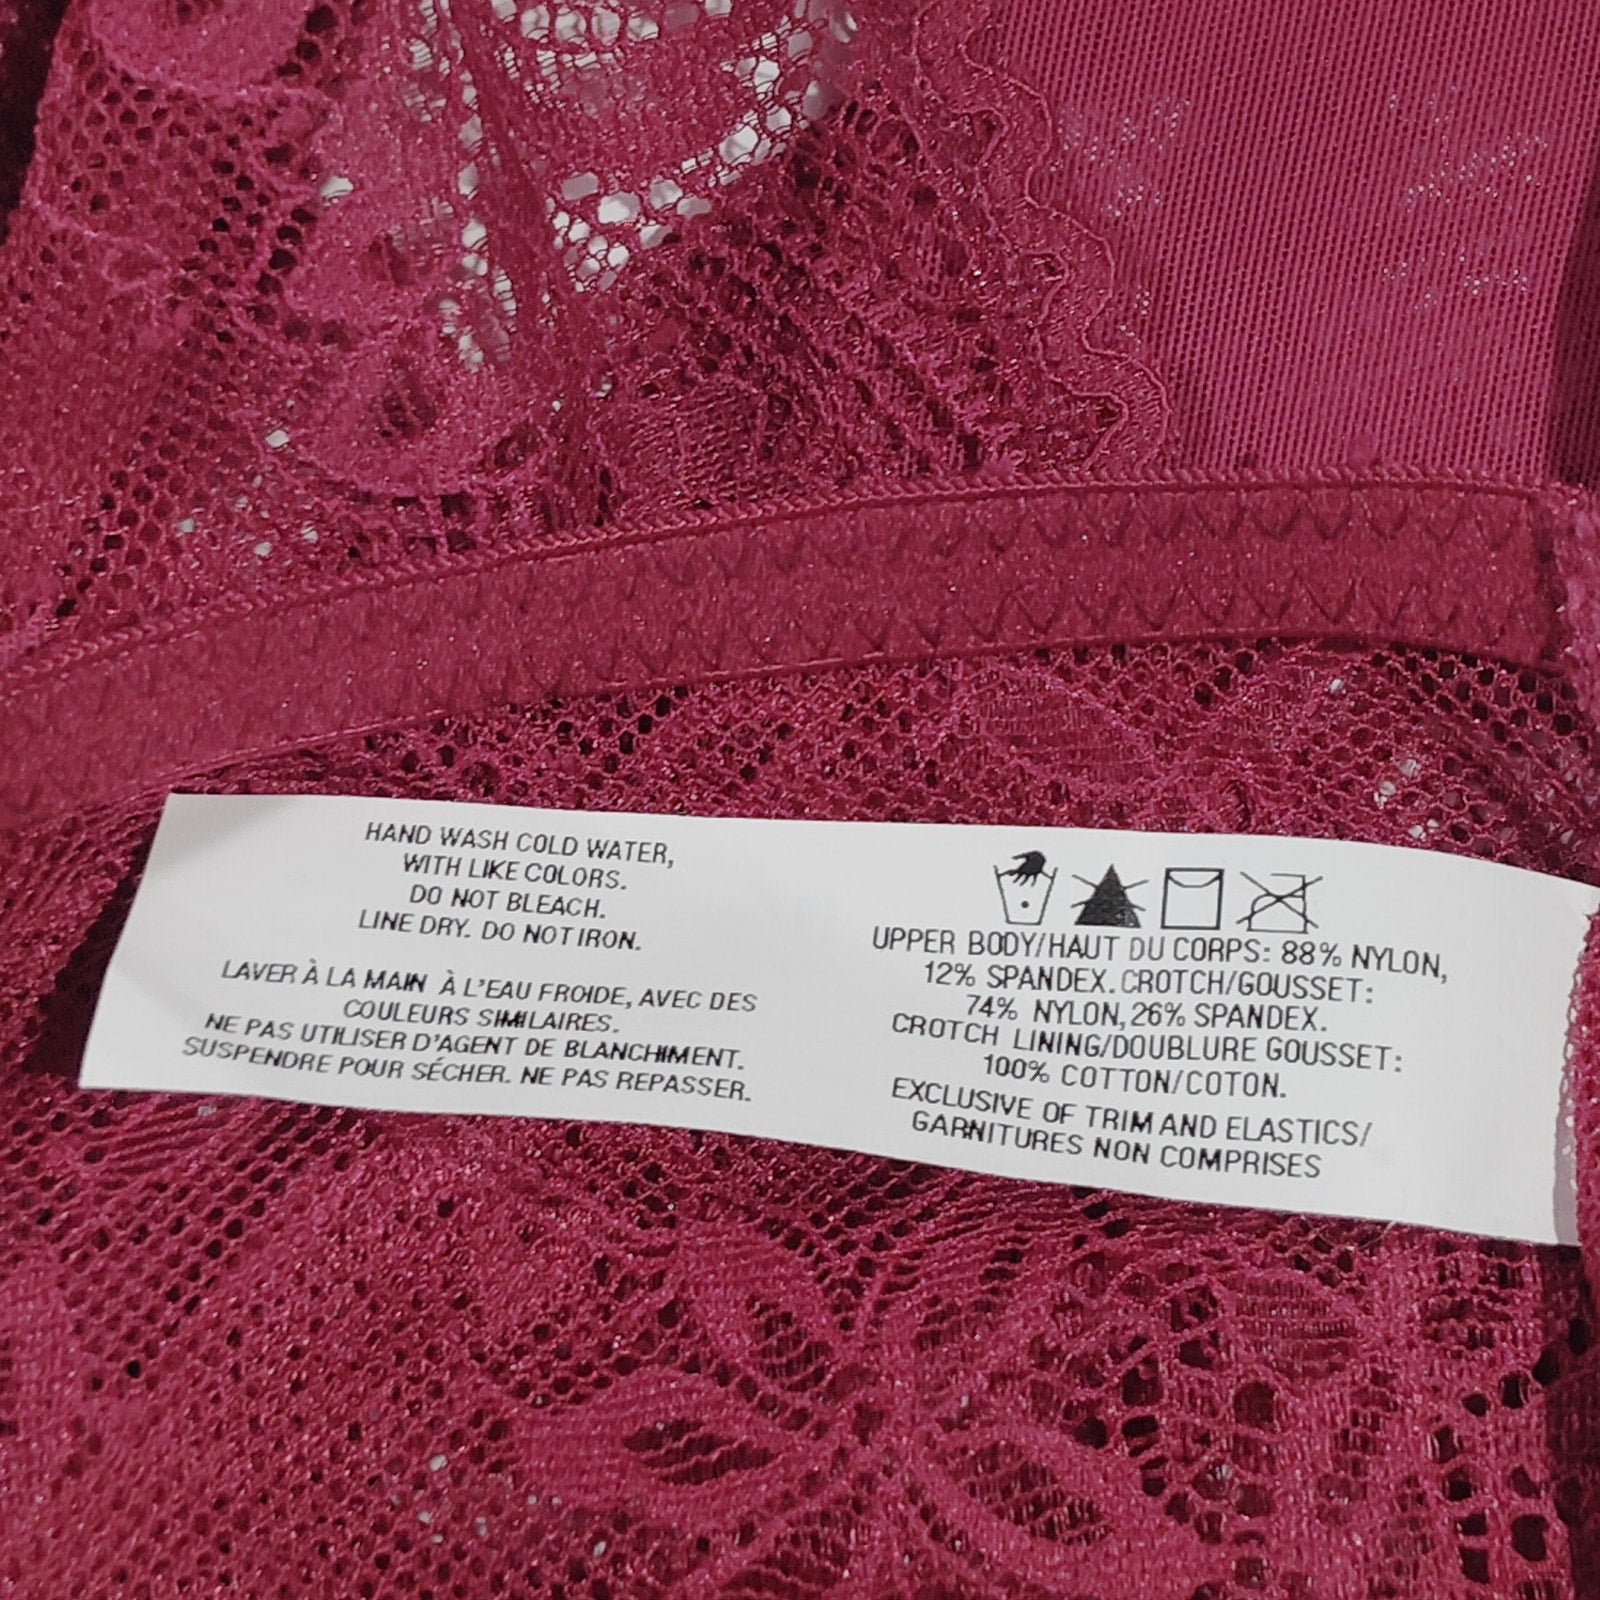 HAND WASH COLD WATER,
WITH LIKE COLORS.
DO NOT BLEACH.
LINE DRY. DO NOT IRON.
LAVER À LA MAIN À L'EAU FROIDE, AVEC DES
COULEURS SIMILAIRES.
NE PAS UTILISER D'AGENT DE BLANCHIMENT.
SUSPENDRE POUR SÉCHER. NE PAS REPASSER.
UPPER BODY/HAUT DU CORPS: 88% NYLON,
12% SPANDEX. CROTCH/GOUSSET:
74% NYLON, 26% SPANDEX.
CROTCH LINING/DOUBLURE GOUSSET:
100% COTTON/COTON.
EXCLUSIVE OF TRIM AND ELASTICS/
GARNITURES NON COMPRISES